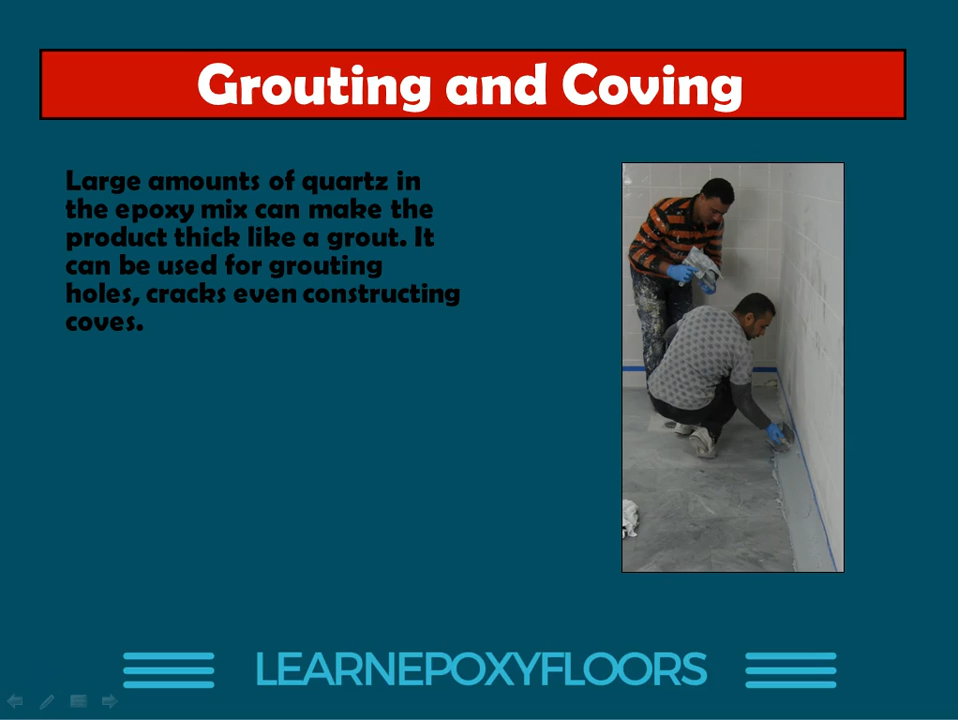 Grouting and Coving
Large amounts of quartz in
the epoxy mix can make the
product thick like a grout. It
can be used for grouting
holes, cracks even constructing
coves.
LEARNEPOXYFLOORS